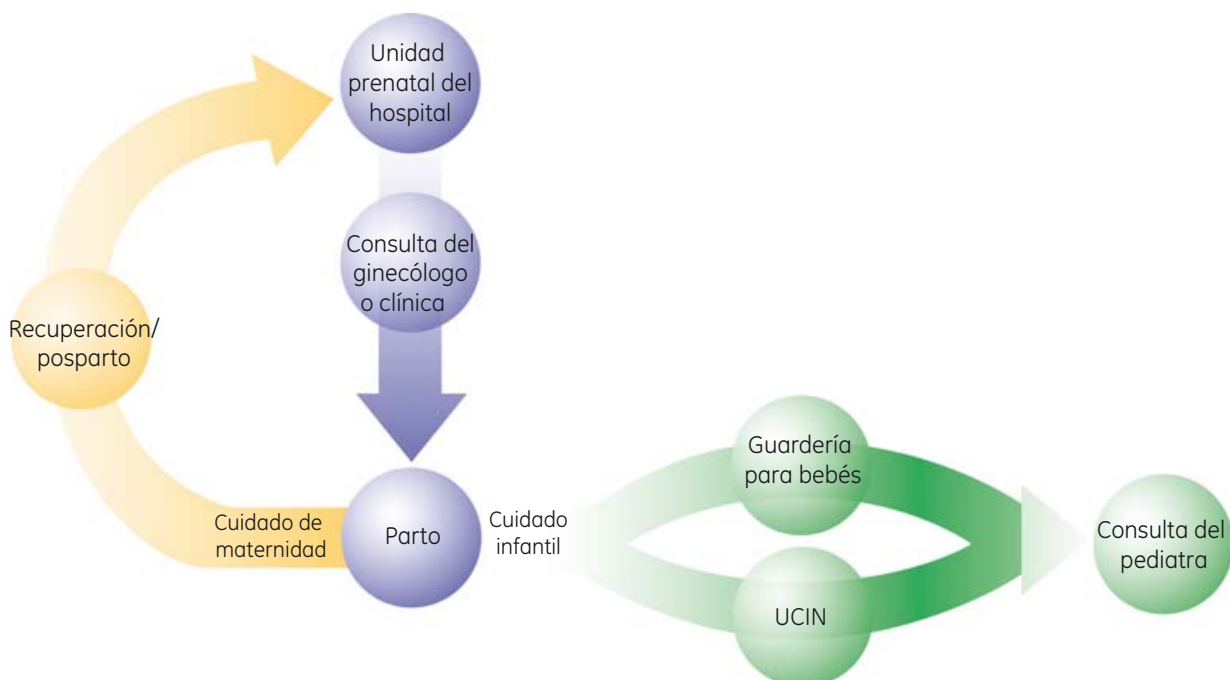 Unidad
prenatal del
hospital
Consulta del
ginecólogo
o clínica
Recuperación/
posparto
Cuidado de
maternidad
Parto
Cuidado
infantil
Guardería
para bebés
UCIN
Consulta del
pediatra